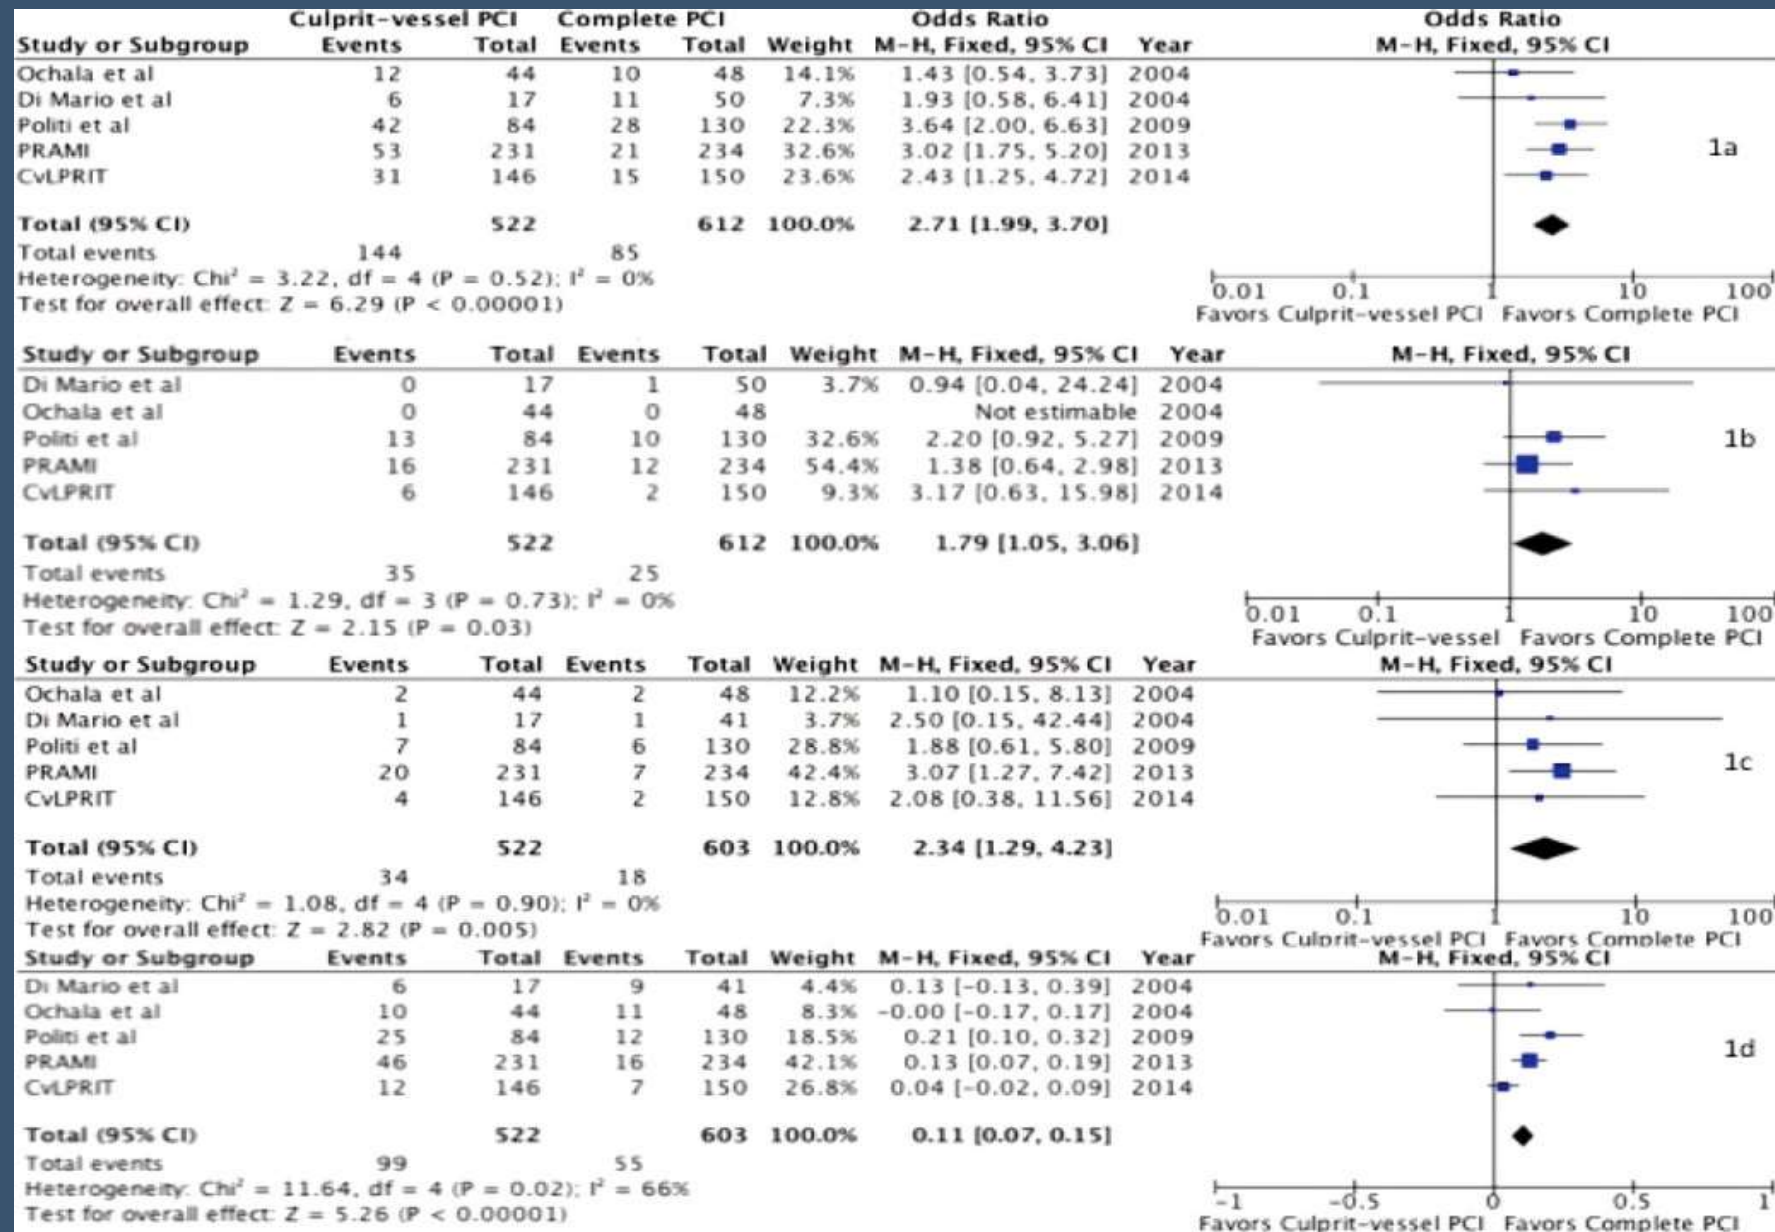 Culprit-vessel PCI Complete PCI Odds Ratio Odds Ratio
Study or Subgroup Events Total Events Total Weight M-H, Fixed, 95% CI Year M-H, Fixed, 95% CI
Ochala et al 12 44 10 48 14.1% 1.43 [0.54, 3.73] 2004
Di Mario et al 6 17 11 50 7.3% 1.93 [0.58, 6.41] 2004
Politi et al 42 84 28 130 22.3% 3.64 [2.00, 6.63] 2009
PRAMI 53 231 21 234 32.6% 3.02 [1.75, 5.20] 2013 1a
CvLPRIT 31 146 15 150 23.6% 2.43 [1.25, 4.72] 2014
Total (95% CI) 522 612 100.0% 2.71 [1.99, 3.70]
Total events 144 85
Heterogeneity: Chi² = 3.22, df = 4 (P = 0.52); I² = 0%
Test for overall effect: Z = 6.29 (P < 0.00001)
0.01 0.1 1 10 100
Favors Culprit-vessel PCI Favors Complete PCI
Study or Subgroup Events Total Events Total Weight M-H, Fixed, 95% CI Year M-H, Fixed, 95% CI
Di Mario et al 0 17 1 50 3.7% 0.94 [0.04, 24.24] 2004
Ochala et al 0 44 0 48 Not estimable 2004
Politi et al 13 84 10 130 32.6% 2.20 [0.92, 5.27] 2009 1b
PRAMI 16 231 12 234 54.4% 1.38 [0.64, 2.98] 2013
CvLPRIT 6 146 2 150 9.3% 3.17 [0.63, 15.98] 2014
Total (95% CI) 522 612 100.0% 1.79 [1.05, 3.06]
Total events 35 25
Heterogeneity: Chi² = 1.29, df = 3 (P = 0.73); I² = 0%
Test for overall effect: Z = 2.15 (P = 0.03)
0.01 0.1 1 10 100
Favors Culprit-vessel Favors Complete PCI
Study or Subgroup Events Total Events Total Weight M-H, Fixed, 95% CI Year M-H, Fixed, 95% CI
Ochala et al 2 44 2 48 12.2% 1.10 [0.15, 8.13] 2004
Di Mario et al 1 17 1 41 3.7% 2.50 [0.15, 42.44] 2004
Politi et al 7 84 6 130 28.8% 1.88 [0.61, 5.80] 2009
PRAMI 20 231 7 234 42.4% 3.07 [1.27, 7.42] 2013 1c
CvLPRIT 4 146 2 150 12.8% 2.08 [0.38, 11.56] 2014
Total (95% CI) 522 603 100.0% 2.34 [1.29, 4.23]
Total events 34 18
Heterogeneity: Chi² = 1.08, df = 4 (P = 0.90); I² = 0%
Test for overall effect: Z = 2.82 (P = 0.005)
0.01 0.1 1 10 100
Favors Culprit-vessel PCI Favors Complete PCI
Study or Subgroup Events Total Events Total Weight M-H, Fixed, 95% CI Year M-H, Fixed, 95% CI
Di Mario et al 6 17 9 41 4.4% 0.13 [-0.13, 0.39] 2004
Ochala et al 10 44 11 48 8.3% -0.00 [-0.17, 0.17] 2004
Politi et al 25 84 12 130 18.5% 0.21 [0.10, 0.32] 2009
PRAMI 46 231 16 234 42.1% 0.13 [0.07, 0.19] 2013 1d
CvLPRIT 12 146 7 150 26.8% 0.04 [-0.02, 0.09] 2014
Total (95% CI) 522 603 100.0% 0.11 [0.07, 0.15]
Total events 99 55
Heterogeneity: Chi² = 11.64, df = 4 (P = 0.02); I² = 66%
Test for overall effect: Z = 5.26 (P < 0.00001)
-1 -0.5 0 0.5 1
Favors Culprit-vessel PCI Favors Complete PCI